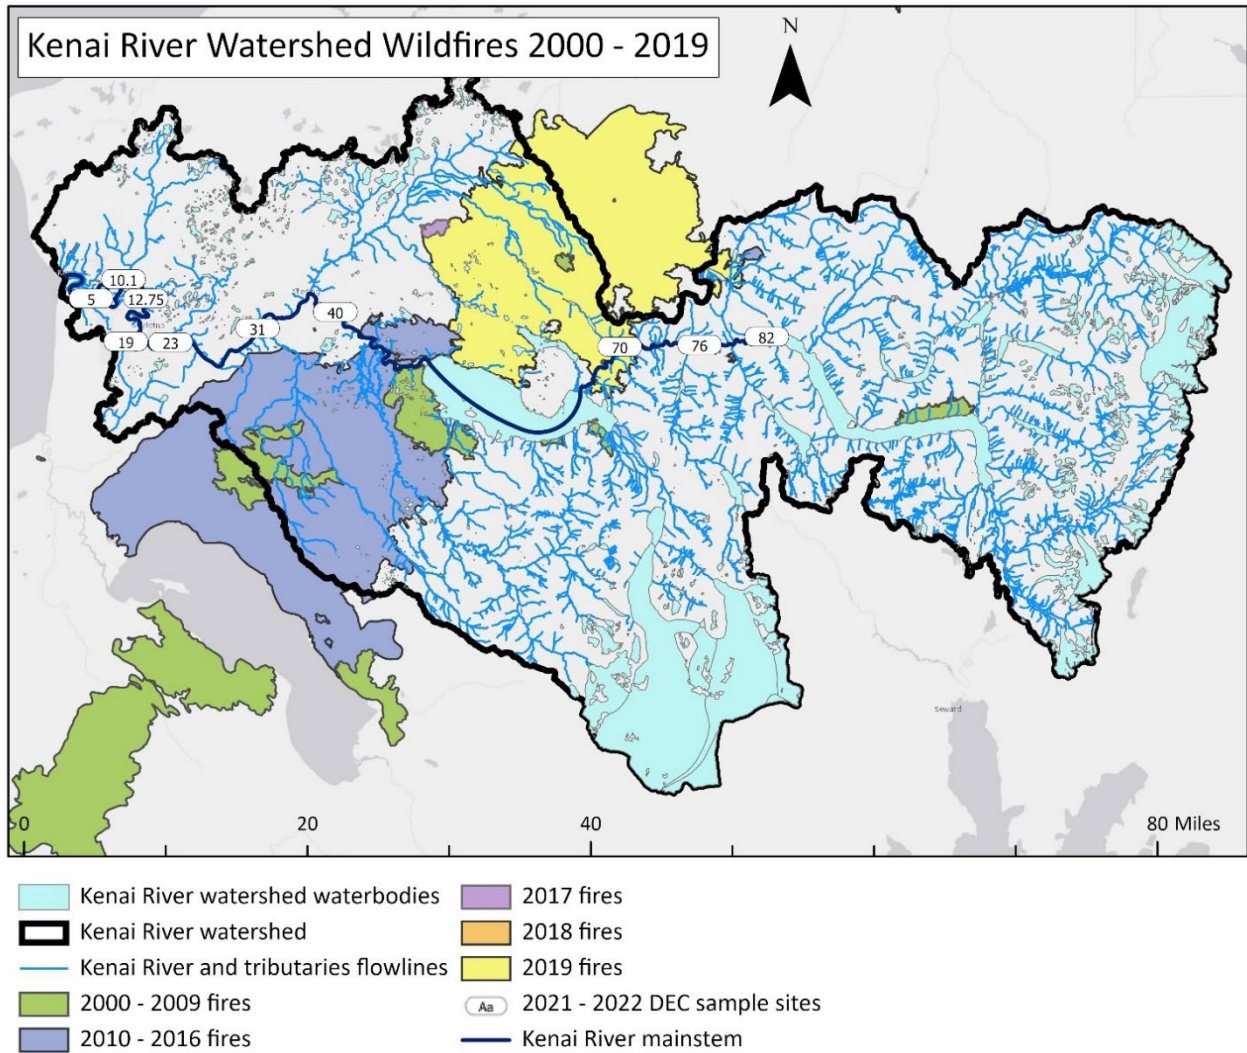 Kenai River Watershed Wildfires 2000 - 2019
N
10.1
5
12.75
19
23
31
40
70
76
82
Seward
0
20
40
80 Miles
Kenai River watershed waterbodies
Kenai River watershed
Kenai River and tributaries flowlines
2000 - 2009 fires
2010 - 2016 fires
2017 fires
2018 fires
2019 fires
Aa 2021 - 2022 DEC sample sites
Kenai River mainstem